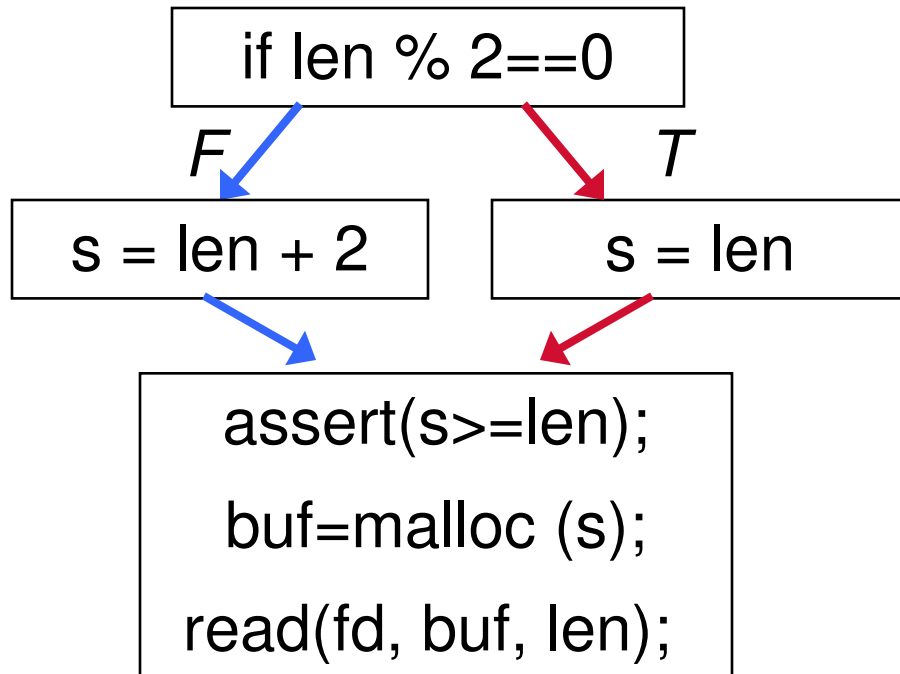 if len % 2==0
F
T
s = len + 2
s = len
assert(s>=len);
buf=malloc (s);
read(fd, buf, len);